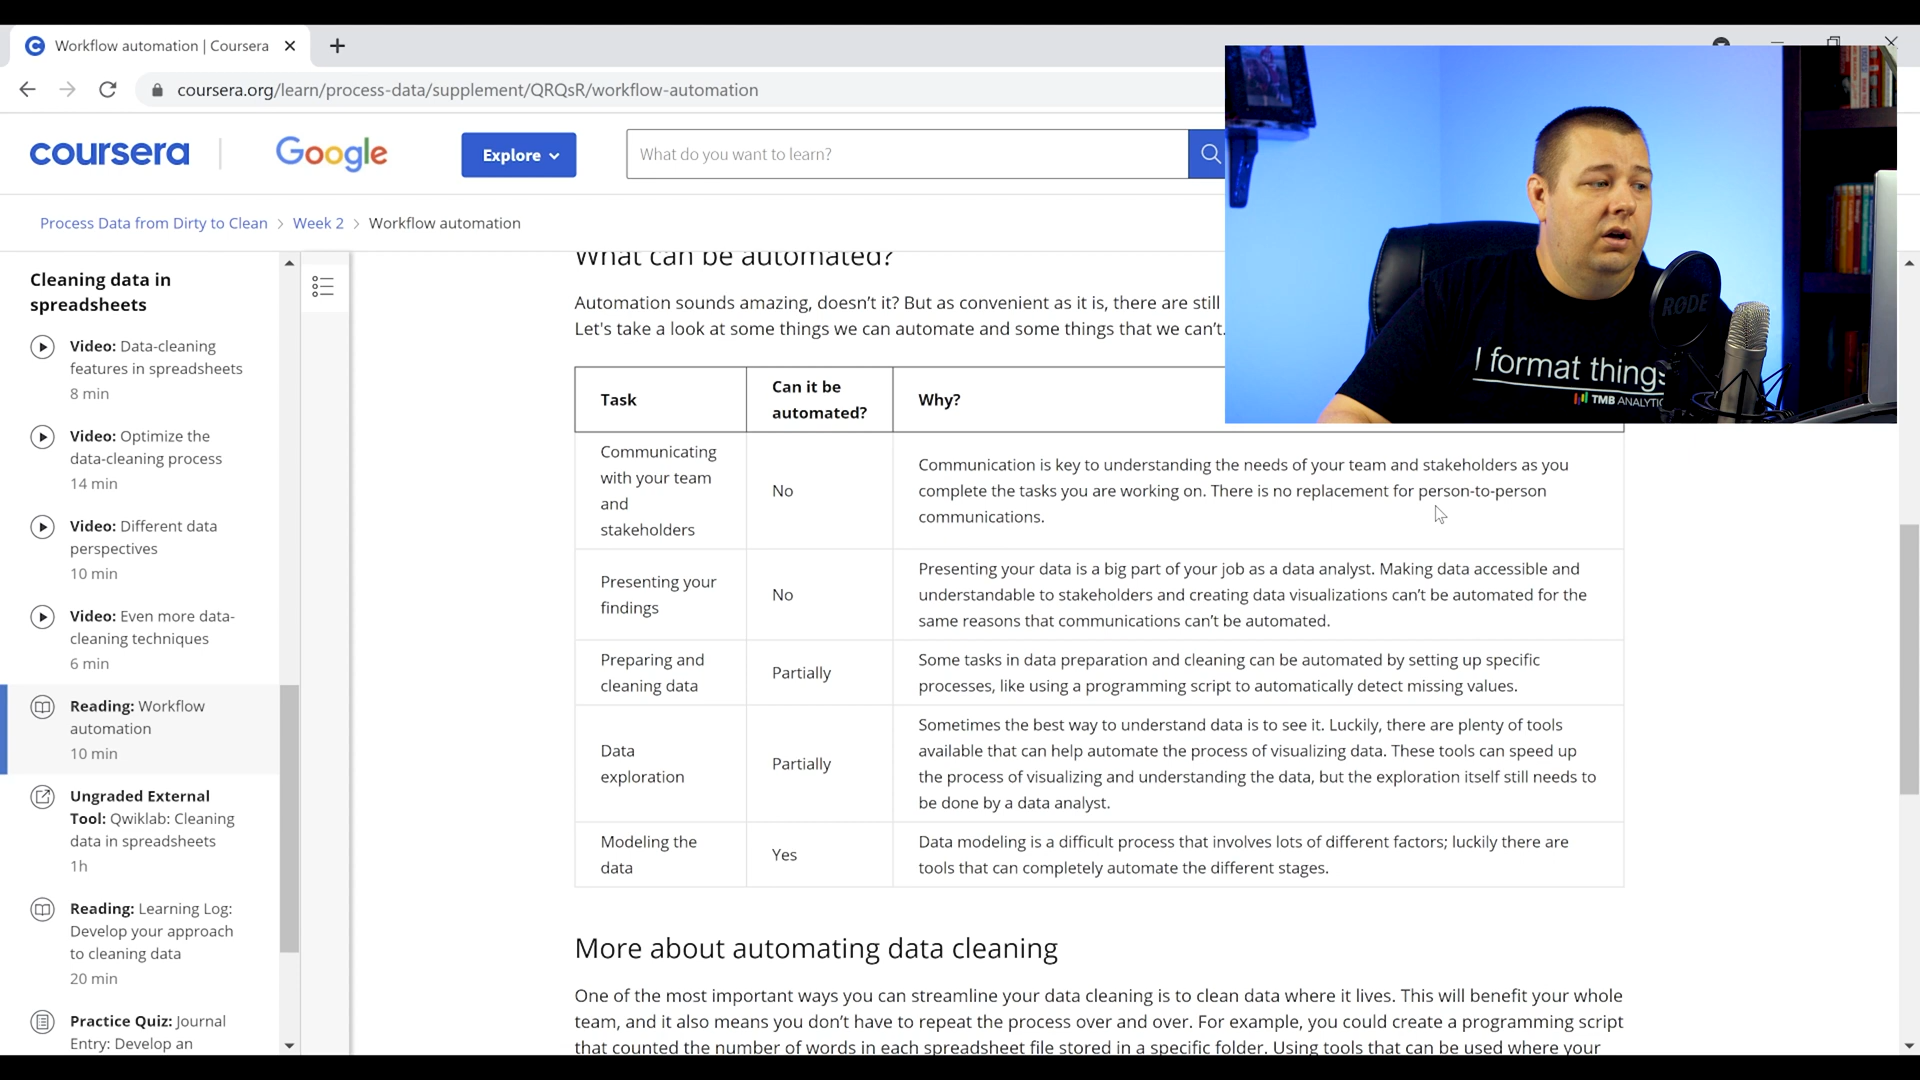 Workflow automation | Coursera
coursera.org/learn/process-data/supplement/QRQsR/workflow-automation
coursera
Google
Explore
What do you want to learn?
Process Data from Dirty to Clean > Week 2 > Workflow automation
Cleaning data in
spreadsheets
Video: Data-cleaning
features in spreadsheets
8 min
Video: Optimize the
data-cleaning process
14 min
Video: Different data
perspectives
10 min
Video: Even more data-
cleaning techniques
6 min
Reading: Workflow
automation
10 min
Ungraded External
Tool: Qwiklab: Cleaning
data in spreadsheets
1h
Reading: Learning Log:
Develop your approach
to cleaning data
20 min
Practice Quiz: Journal
Entry: Develop an
What can be automated?
Automation sounds amazing, doesn't it? But as convenient as it is, there are still
Let's take a look at some things we can automate and some things that we can't.
Task
Can it be
automated?
Why?
Communicating
with your team
and
stakeholders
No
Communication is key to understanding the needs of your team and stakeholders as you
complete the tasks you are working on. There is no replacement for person-to-person
communications.
Presenting your
findings
No
Presenting your data is a big part of your job as a data analyst. Making data accessible and
understandable to stakeholders and creating data visualizations can't be automated for the
same reasons that communications can't be automated.
Preparing and
cleaning data
Partially
Some tasks in data preparation and cleaning can be automated by setting up specific
processes, like using a programming script to automatically detect missing values.
Data
exploration
Partially
Sometimes the best way to understand data is to see it. Luckily, there are plenty of tools
available that can help automate the process of visualizing data. These tools can speed up
the process of visualizing and understanding the data, but the exploration itself still needs to
be done by a data analyst.
Modeling the
data
Yes
Data modeling is a difficult process that involves lots of different factors; luckily there are
tools that can completely automate the different stages.
More about automating data cleaning
One of the most important ways you can streamline your data cleaning is to clean data where it lives. This will benefit your whole
team, and it also means you don't have to repeat the process over and over. For example, you could create a programming script
that counted the number of words in each spreadsheet file stored in a specific folder. Using tools that can be used where your
RODE
I format things
TMB ANALYTIC